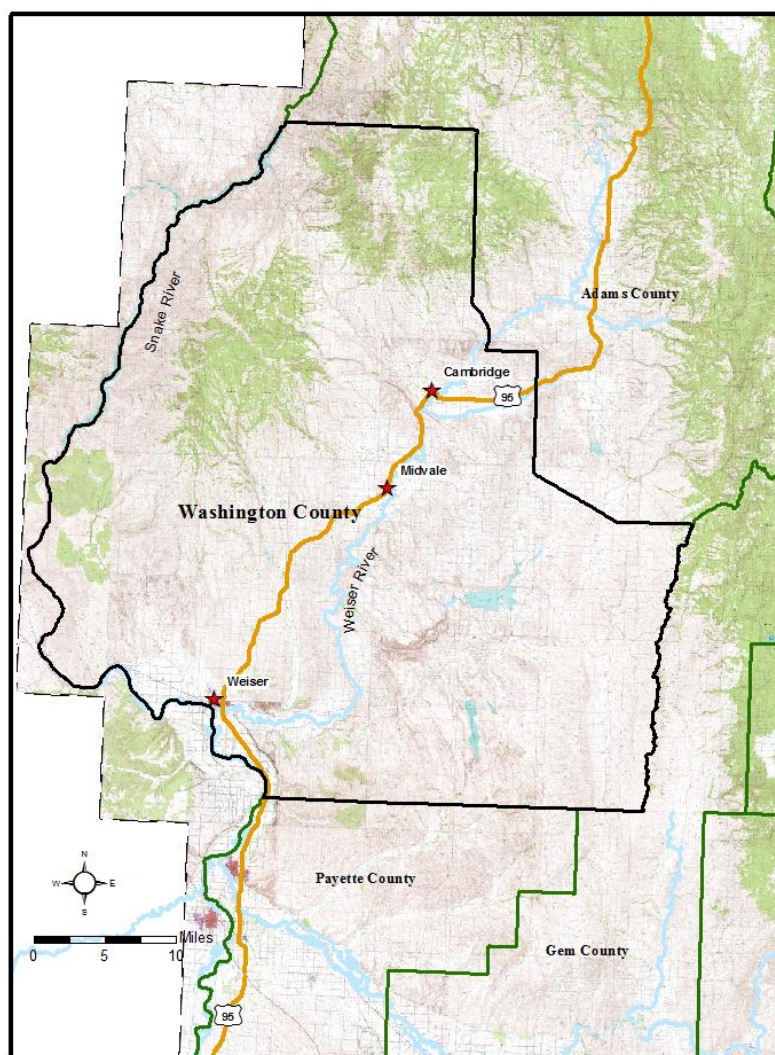 Snake River
Adams County
Cambridge
95
Midvale
Washington County
Weiser River
Weiser
N
W E
S
Payette County
Miles
0 5 10
Gem County
95